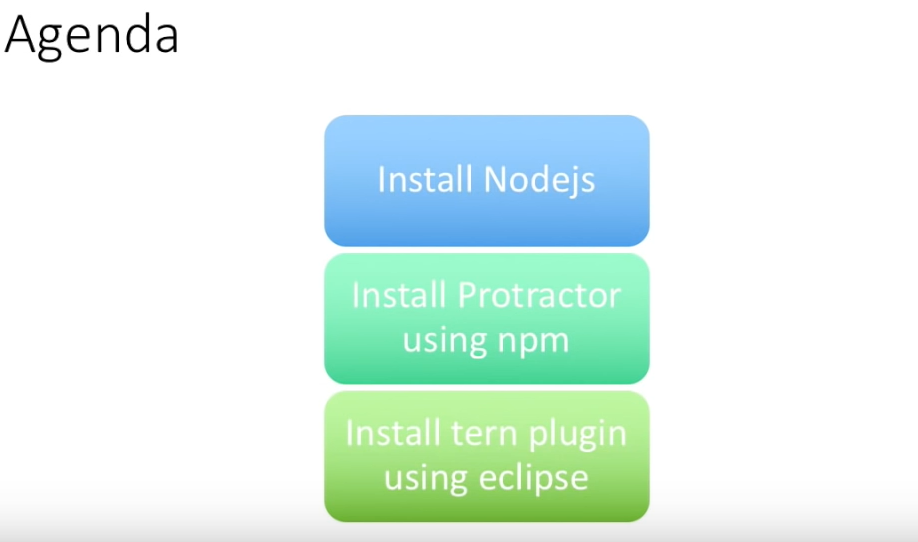 Agenda
Install Nodejs
Install Protractor
using npm
Install tern plugin
using eclipse